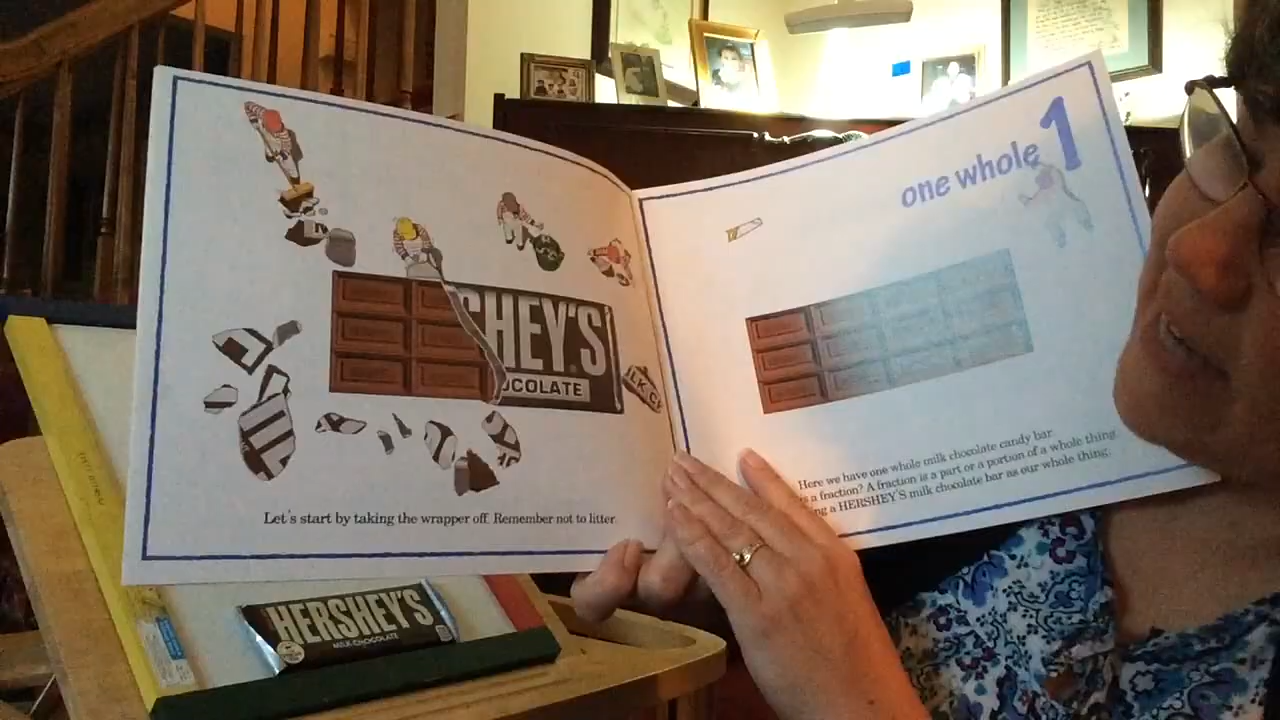 HEY'S
OCOLATE
Let's start by taking the wrapper off. Remember not to litter.
one whole 1
Here we have one whole milk chocolate candy bar.
is a fraction? A fraction is a part or a portion of a whole thing.
a HERSHEY'S milk chocolate bar as our whole thing.
HERSHEY'S
MILK CHOCOLATE